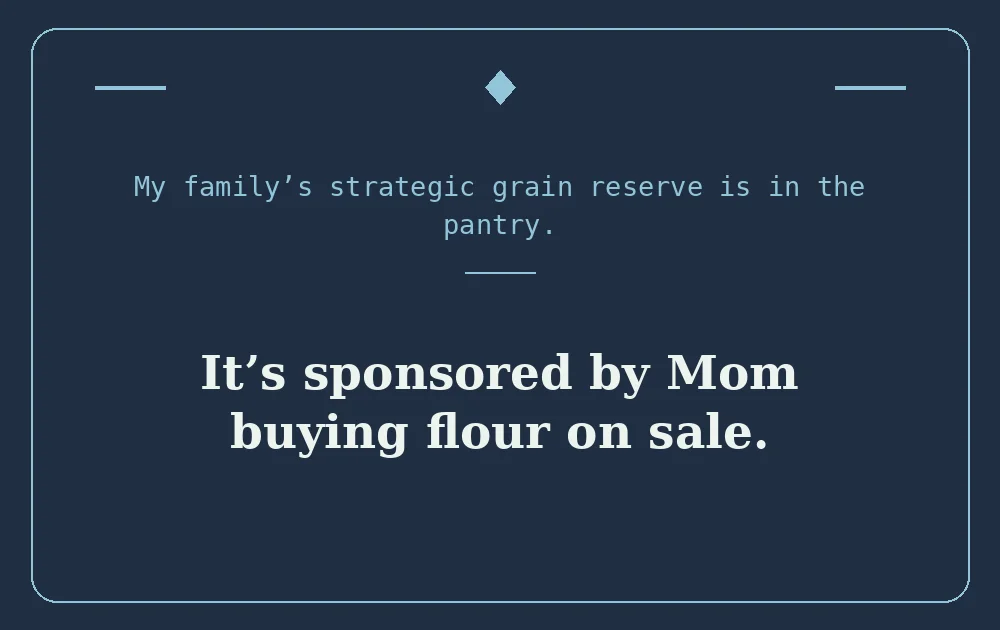 My family’s strategic grain reserve is in the
pantry.
It’s sponsored by Mom
buying flour on sale.